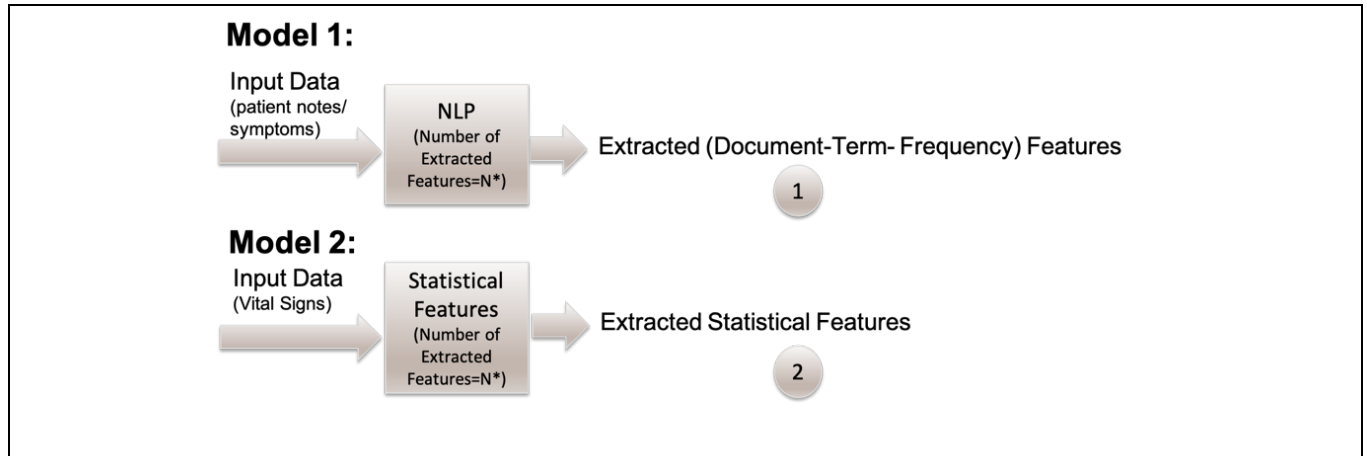 Model 1:
Input Data
(patient notes/
symptoms)
NLP
(Number of
Extracted
Features=N*)
Extracted (Document-Term- Frequency) Features
1
Model 2:
Input Data
(Vital Signs)
Statistical
Features
(Number of
Extracted
Features=N*)
Extracted Statistical Features
2